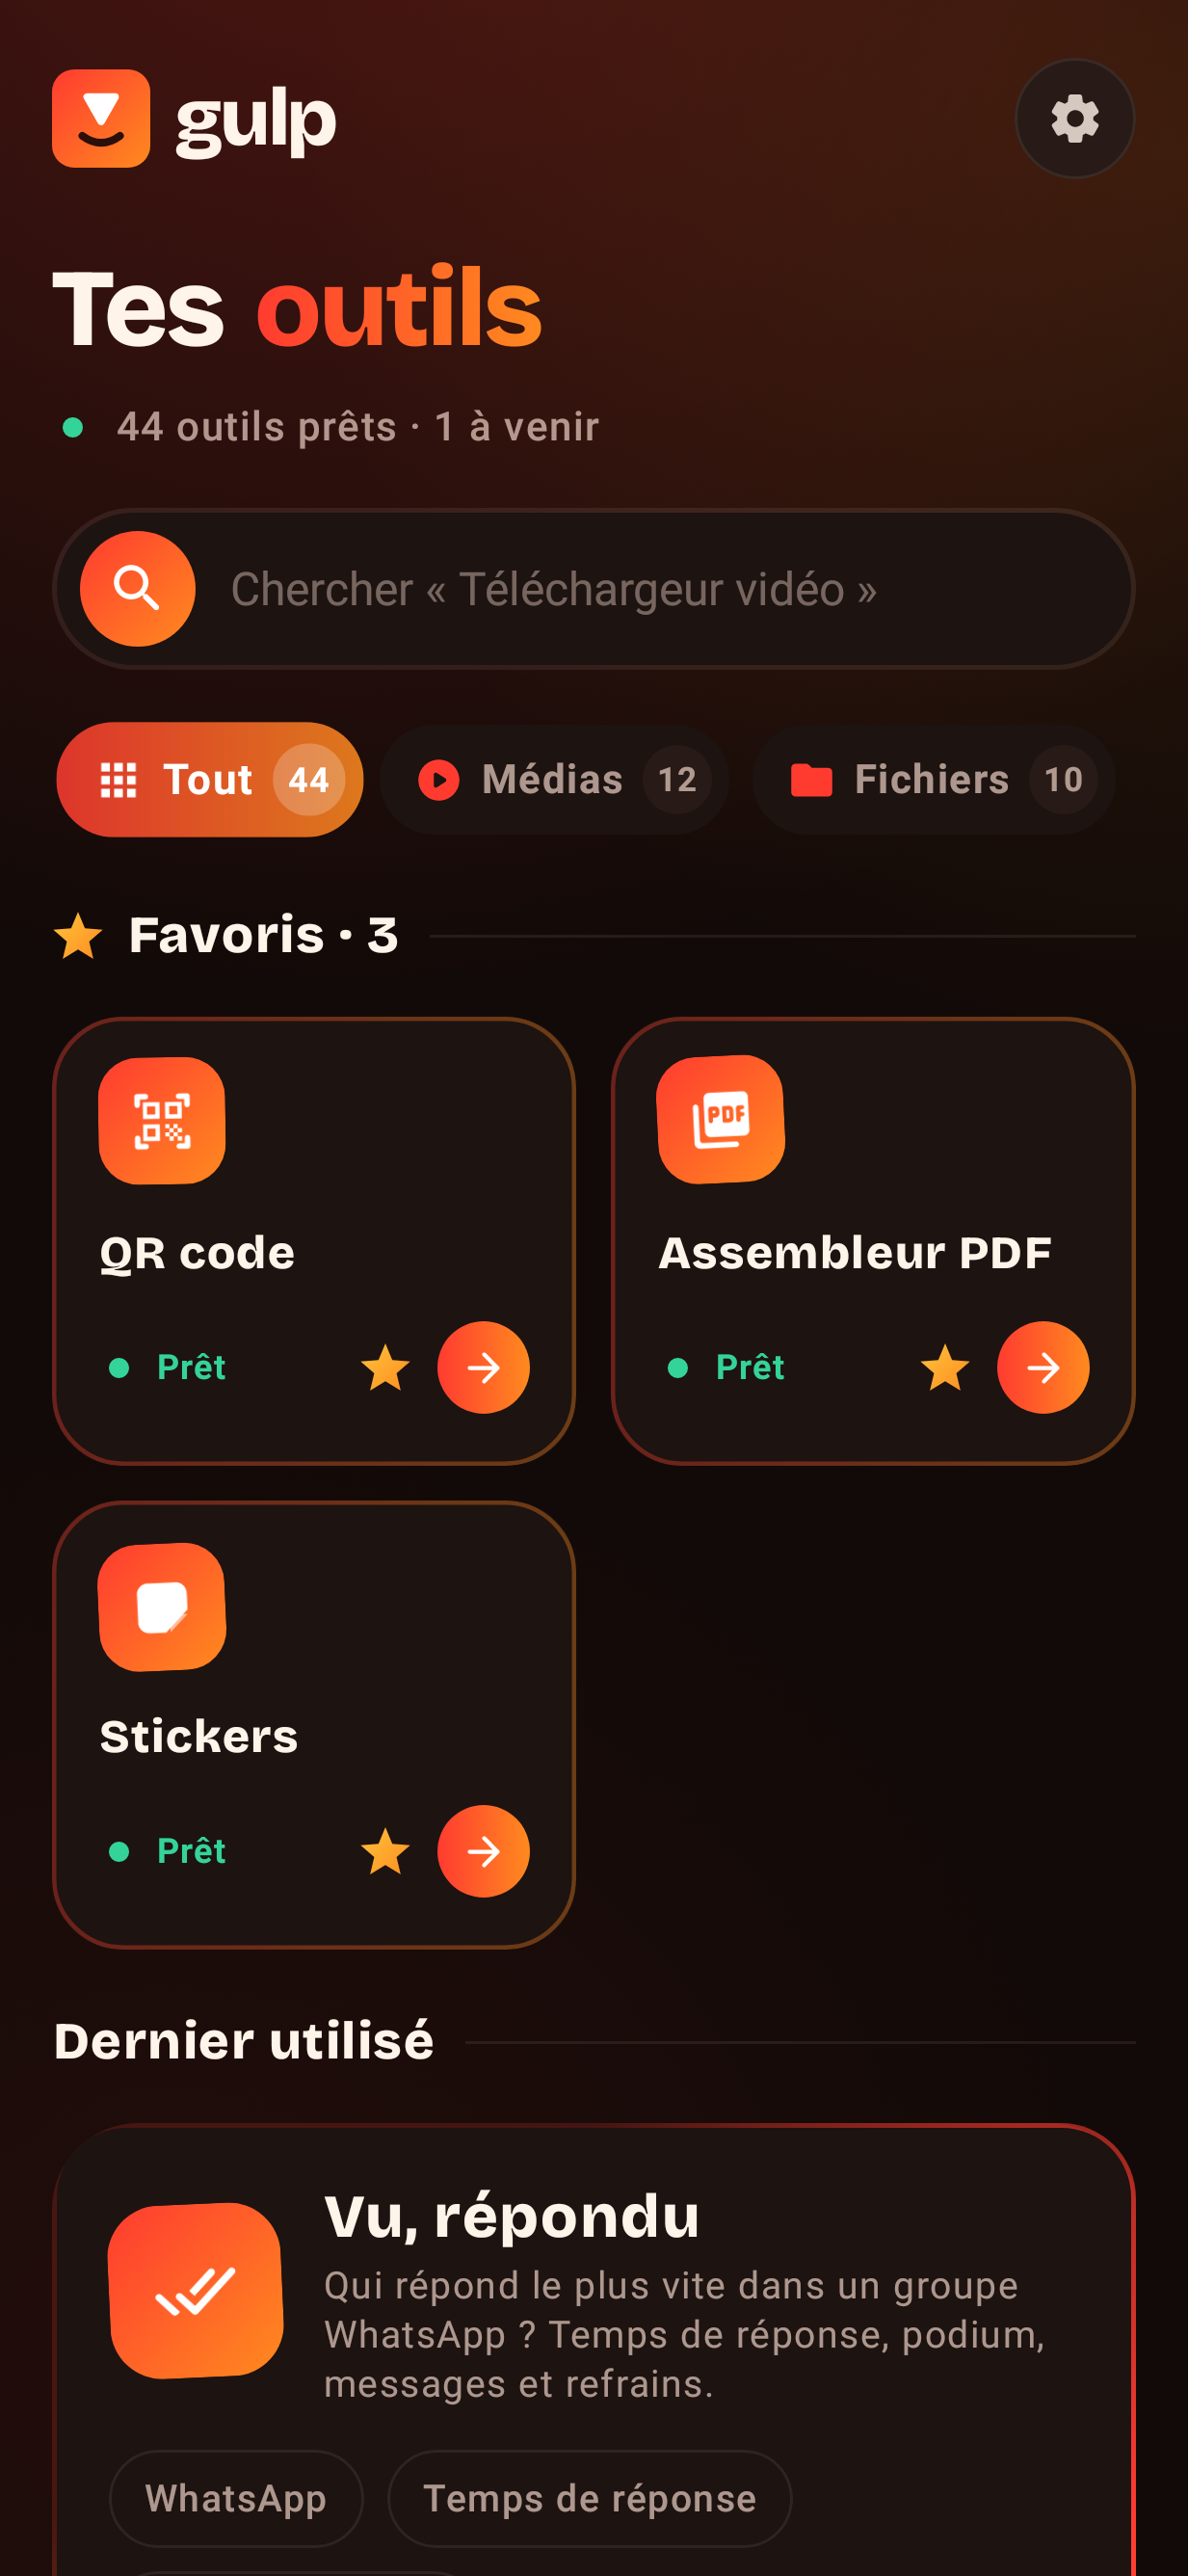 gulp
Tes outils
44 outils prêts · 1 à venir
Chercher « Téléchargeur vidéo »
Tout 44 Médias 12 Fichiers 10
Favoris · 3
PDF
QR code Assembleur PDF
Prêt Prêt
Stickers
Prêt
Dernier utilisé
Vu, répondu
Qui répond le plus vite dans un groupe
WhatsApp ? Temps de réponse, podium,
messages et refrains.
WhatsApp Temps de réponse